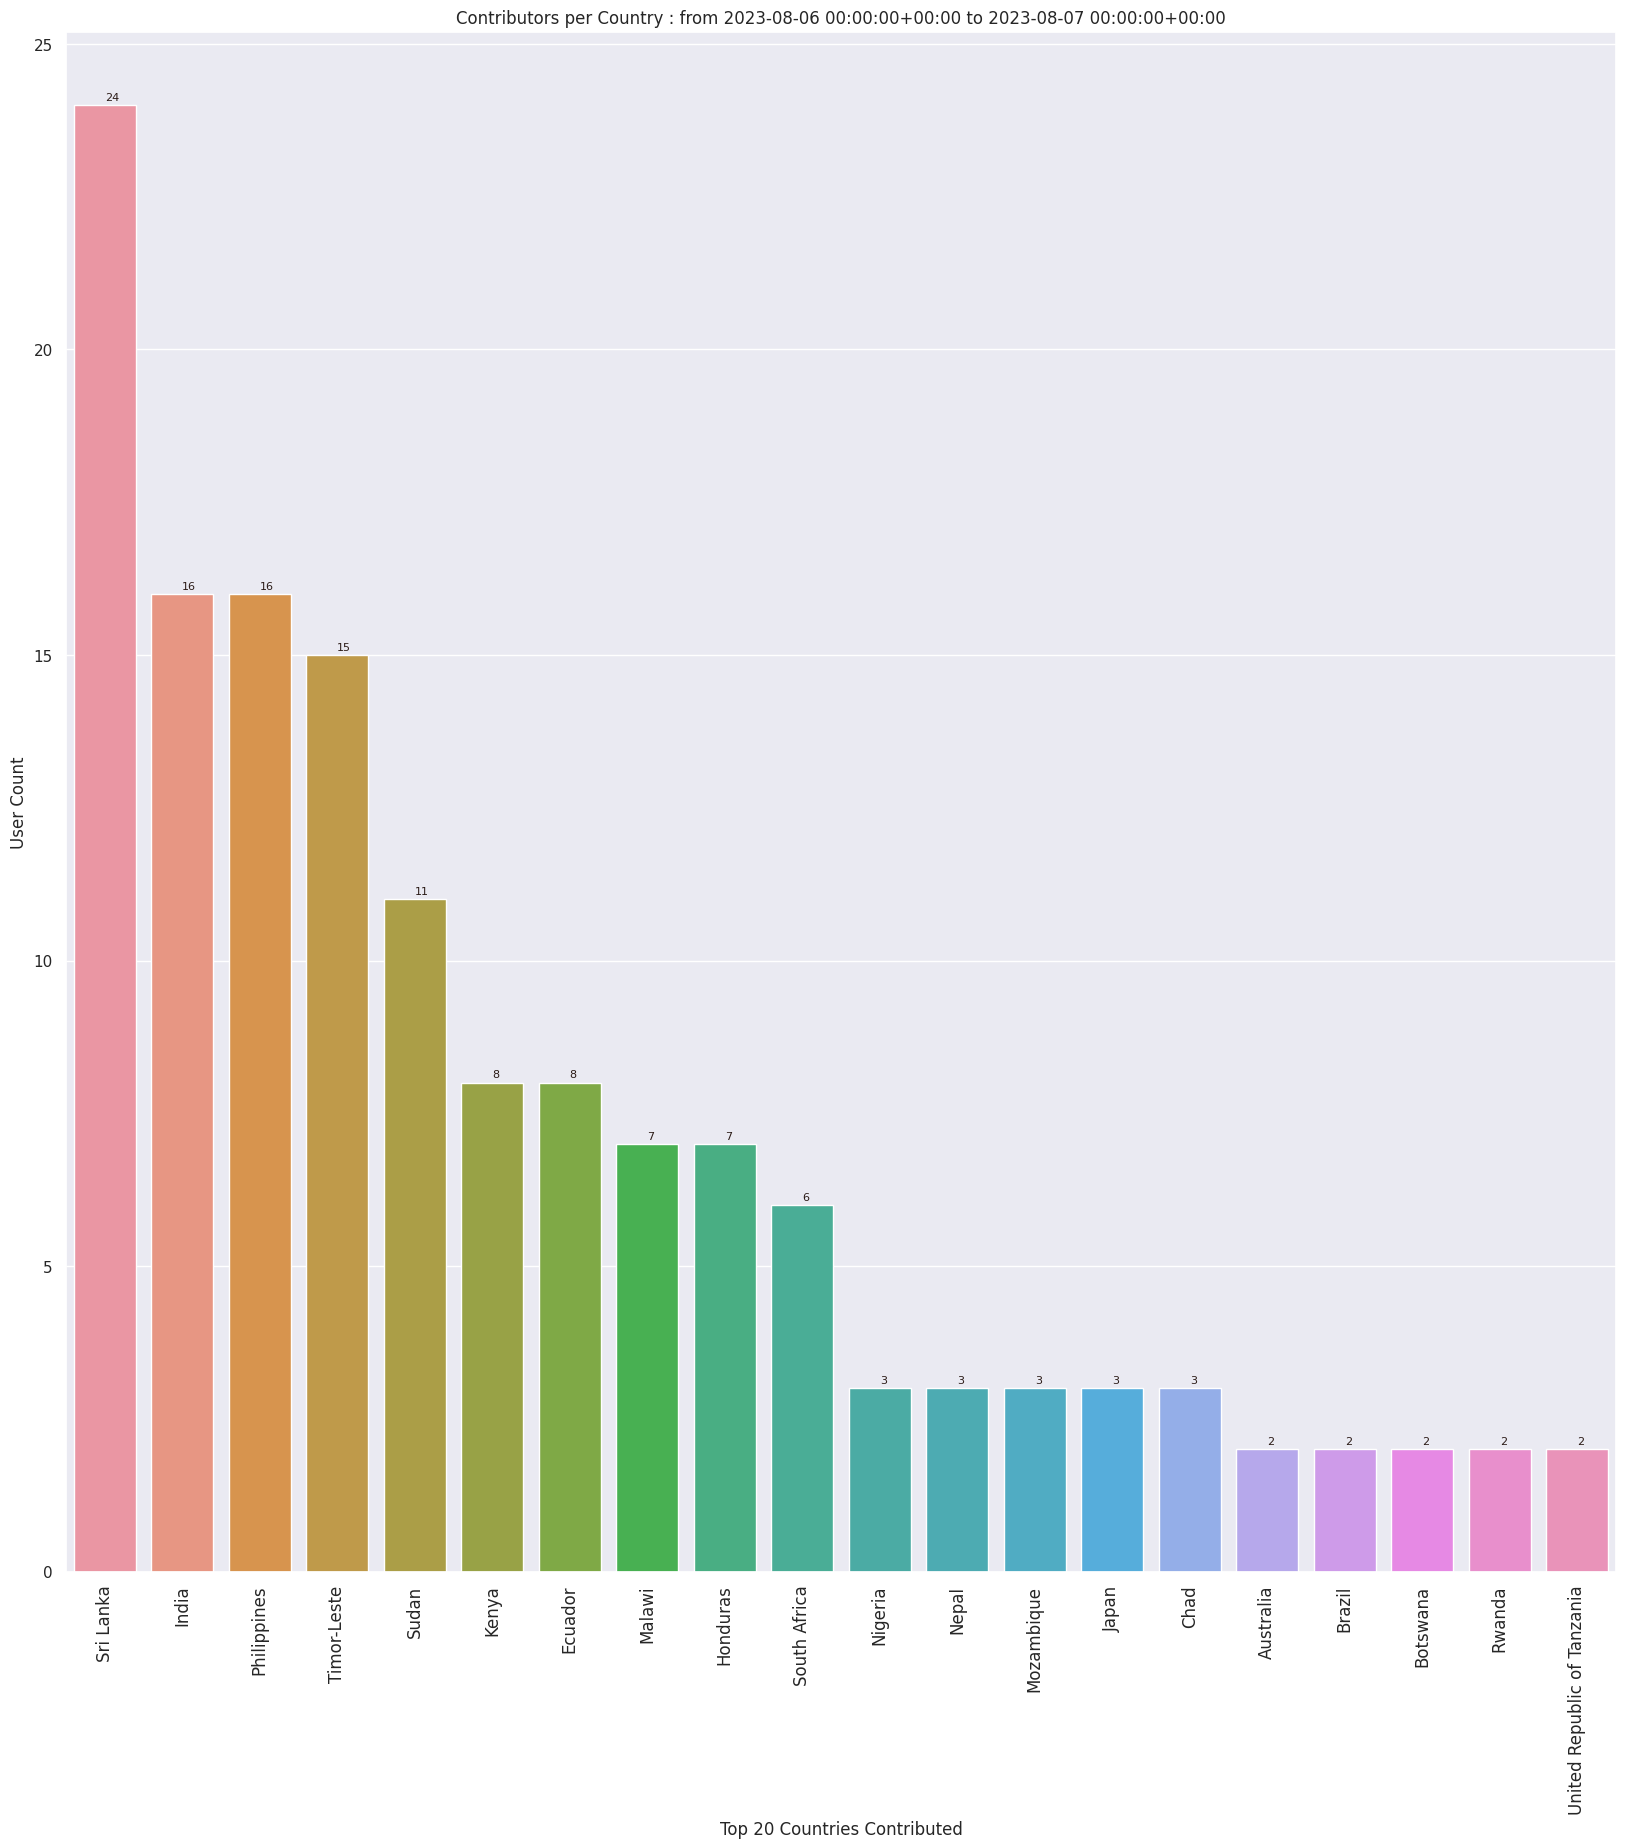 Contributors per Country : from 2023-08-06 00:00:00+00:00 to 2023-08-07 00:00:00+00:00
25
20
15
10
5
0
User Count
24
16
16
15
11
8
8
7
7
6
3
3
3
3
3
2
2
2
2
2
Sri Lanka
India
Philippines
Timor-Leste
Sudan
Kenya
Ecuador
Malawi
Honduras
South Africa
Nigeria
Nepal
Mozambique
Japan
Chad
Australia
Brazil
Botswana
Rwanda
United Republic of Tanzania
Top 20 Countries Contributed